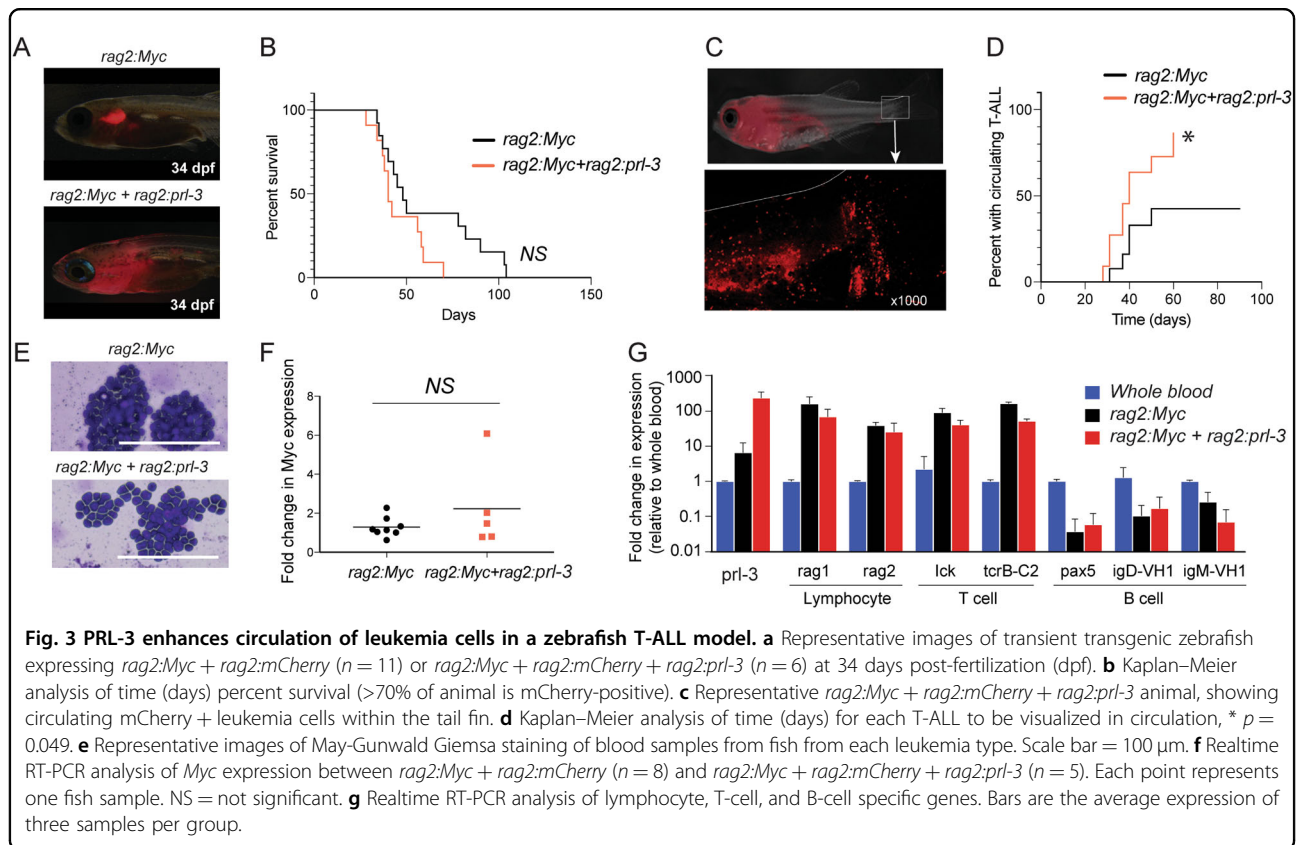 A
rag2:Myc
34 dpf
rag2:Myc + rag2:prl-3
34 dpf
B
Percent survival
100
50
0
0 50 100 150
Days
rag2:Myc
rag2:Myc+rag2:prl-3
NS
C
x1000
D
rag2:Myc
rag2:Myc+rag2:prl-3
Percent with circulating T-ALL
100
50
0
*
0 20 40 60 80 100
Time (days)
E
rag2:Myc
rag2:Myc + rag2:prl-3
F
Fold change in Myc expression
NS
8
6
4
2
0
rag2:Myc rag2:Myc+rag2:prl-3
G
Fold change in expression
(relative to whole blood)
1000
100
10
1
0.1
0.01
Whole blood
rag2:Myc
rag2:Myc + rag2:prl-3
prl-3 rag1 rag2 lck tcrB-C2 pax5 igD-VH1 igM-VH1
Lymphocyte T cell B cell
Fig. 3 PRL-3 enhances circulation of leukemia cells in a zebrafish T-ALL model. a Representative images of transient transgenic zebrafish
expressing rag2:Myc + rag2:mCherry (n = 11) or rag2:Myc + rag2:mCherry + rag2:prl-3 (n = 6) at 34 days post-fertilization (dpf). b Kaplan–Meier
analysis of time (days) percent survival (>70% of animal is mCherry-positive). c Representative rag2:Myc + rag2:mCherry + rag2:prl-3 animal, showing
circulating mCherry + leukemia cells within the tail fin. d Kaplan–Meier analysis of time (days) for each T-ALL to be visualized in circulation, * p =
0.049. e Representative images of May-Gunwald Giemsa staining of blood samples from fish from each leukemia type. Scale bar = 100 μm. f Realtime
RT-PCR analysis of Myc expression between rag2:Myc + rag2:mCherry (n = 8) and rag2:Myc + rag2:mCherry + rag2:prl-3 (n = 5). Each point represents
one fish sample. NS = not significant. g Realtime RT-PCR analysis of lymphocyte, T-cell, and B-cell specific genes. Bars are the average expression of
three samples per group.